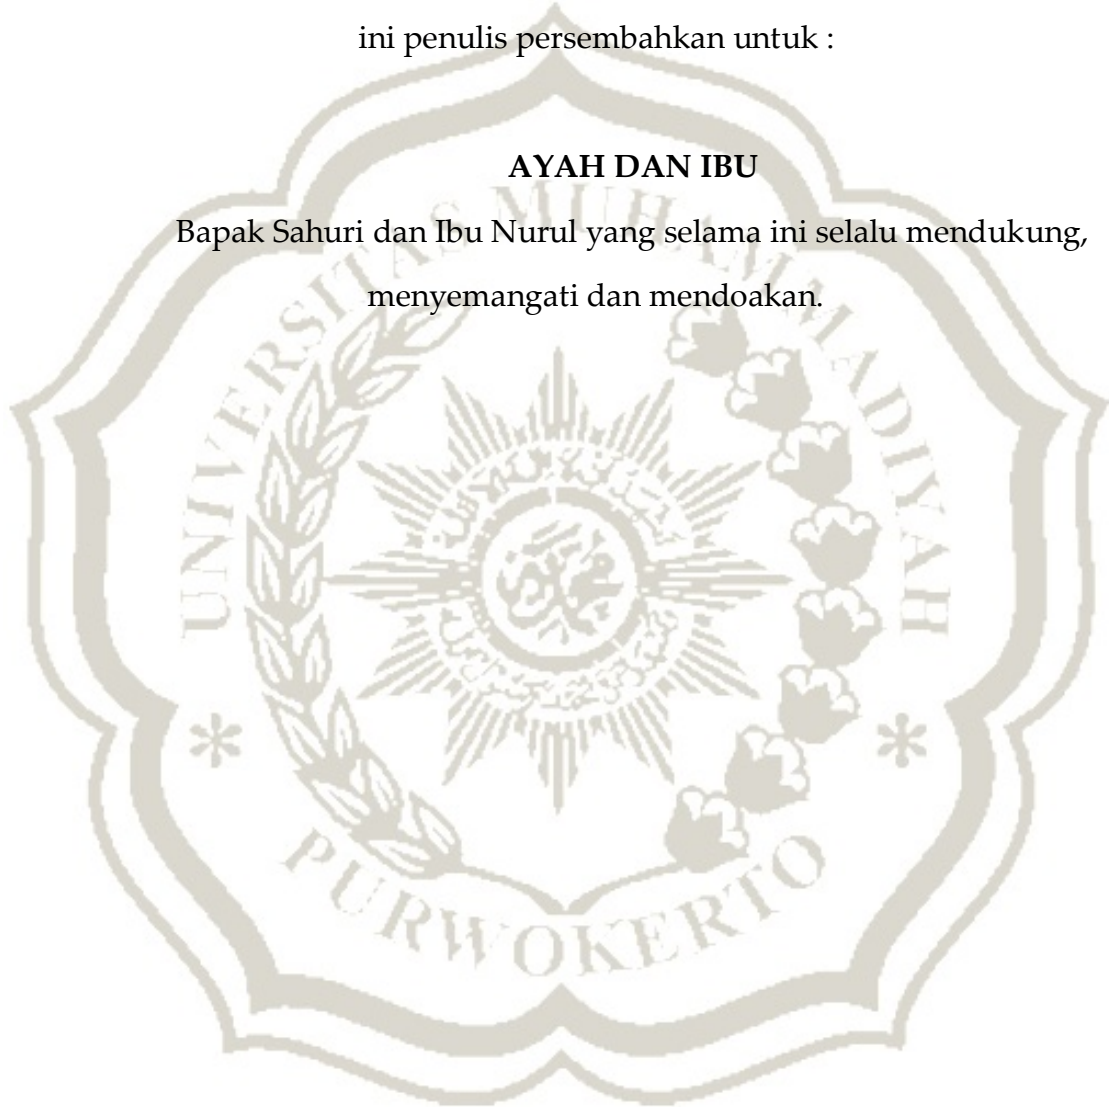 ini penulis persembahkan untuk :
AYAH DAN IBU
Bapak Sahuri dan Ibu Nurul yang selama ini selalu mendukung,
menyemangati dan mendoakan.
UNIVERSITAS MUHAMMADIYAH
* PURWOKERTO *